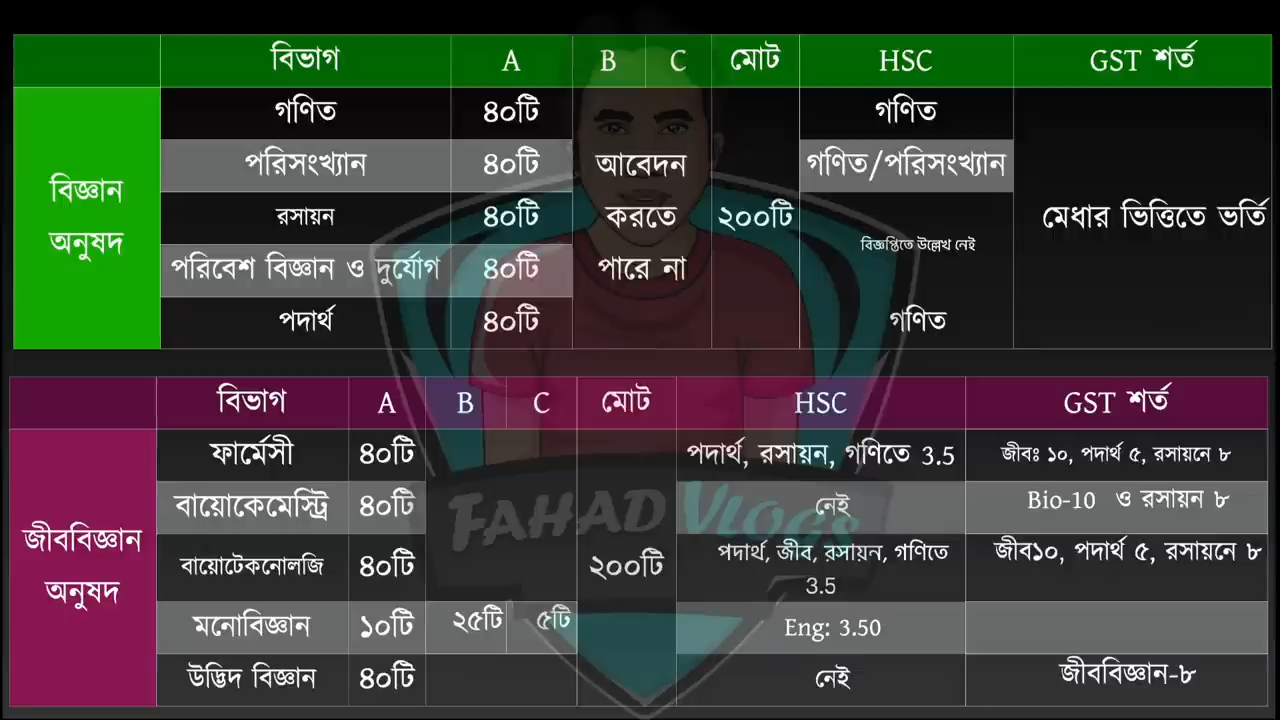 বিভাগ A B C মোট HSC GST শর্ত
বিজ্ঞান অনুষদ
গণিত ৪০টি গণিত
পরিসংখ্যান ৪০টি আবেদন গণিত/পরিসংখ্যান
রসায়ন ৪০টি করতে ২০০টি মেধার ভিত্তিতে ভর্তি
বিজ্ঞপ্তিতে উল্লেখ নেই
পরিবেশ বিজ্ঞান ও দুর্যোগ ৪০টি পারে না
পদার্থ ৪০টি গণিত
বিভাগ A B C মোট HSC GST শর্ত
জীববিজ্ঞান অনুষদ
ফার্মেসী ৪০টি পদার্থ, রসায়ন, গণিতে 3.5 জীবঃ ১০, পদার্থ ৫, রসায়নে ৮
বায়োকেমেস্ট্রি ৪০টি নেই Bio-10 ও রসায়ন ৮
FAHAD VLOGS
বায়োটেকনোলজি ৪০টি ২০০টি পদার্থ, জীব, রসায়ন, গণিতে জীব১০, পদার্থ ৫, রসায়নে ৮
3.5
মনোবিজ্ঞান ১০টি ২৫টি ৫টি Eng: 3.50
উদ্ভিদ বিজ্ঞান ৪০টি নেই জীববিজ্ঞান-৮